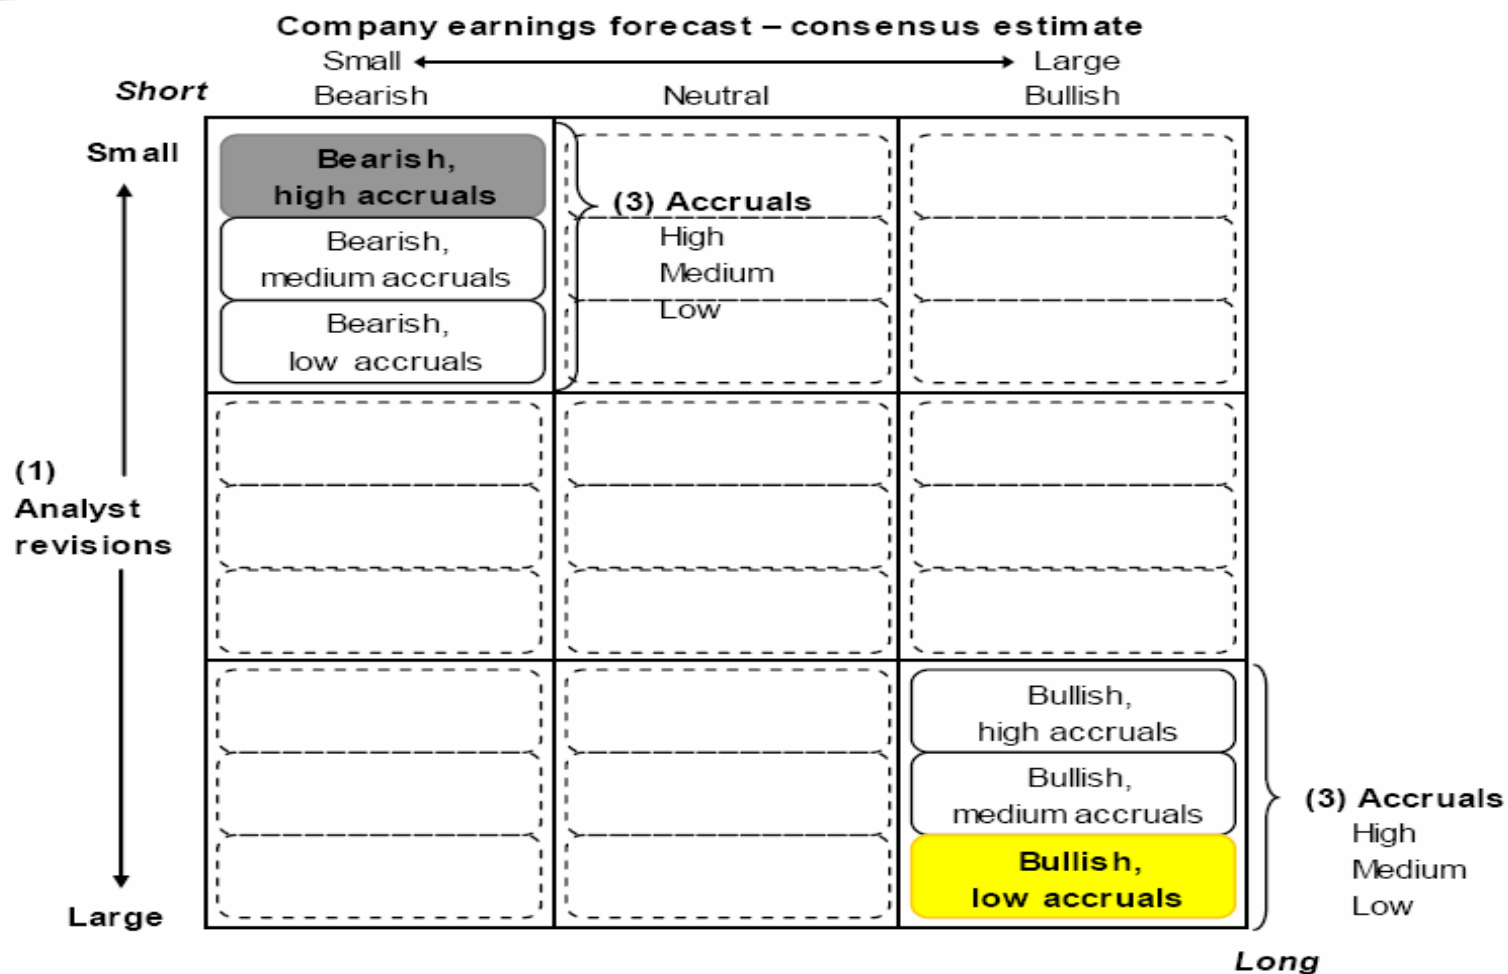 Company earnings forecast – consensus estimate
Small Large
Short Bearish Neutral Bullish
Small
Bearish,
high accruals
Bearish,
medium accruals
Bearish,
low accruals
(3) Accruals
High
Medium
Low
(1)
Analyst
revisions
Large
Bullish,
high accruals
Bullish,
medium accruals
Bullish,
low accruals
(3) Accruals
High
Medium
Low
Long